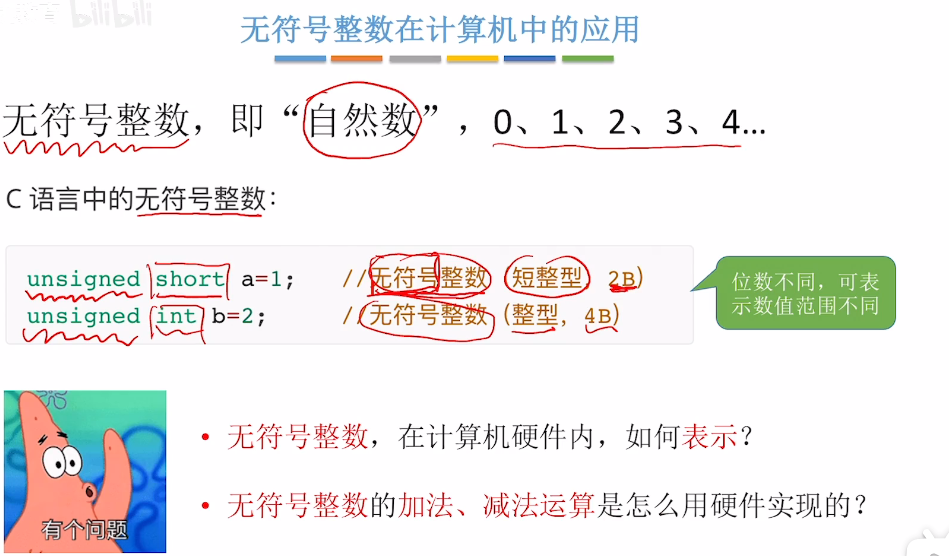 bilibili
无符号整数在计算机中的应用
无符号整数，即“自然数”，0、1、2、3、4…
C 语言中的无符号整数：
unsigned short a=1; //无符号整数（短整型，2B）
unsigned int b=2; //无符号整数（整型，4B）
位数不同，可表
示数值范围不同
• 无符号整数，在计算机硬件内，如何表示？
• 无符号整数的加法、减法运算是怎么用硬件实现的？
有个问题